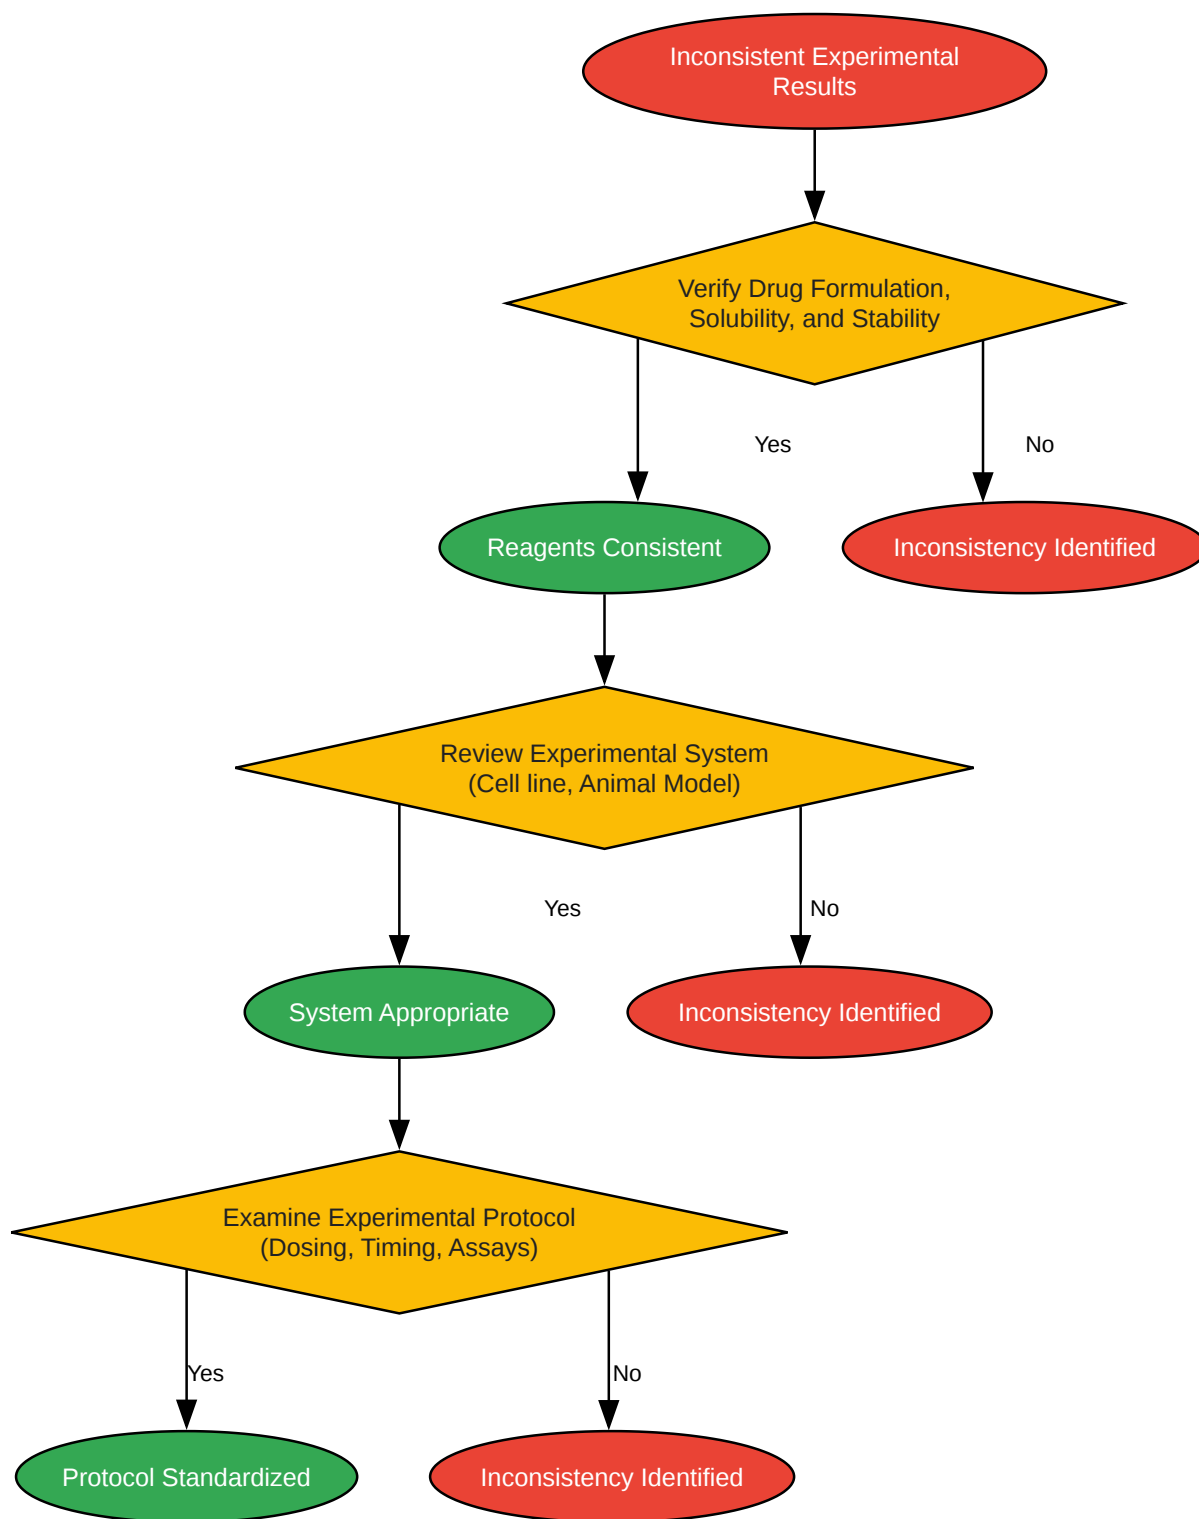 Inconsistent Experimental
Results
Verify Drug Formulation,
Solubility, and Stability
Yes
No
Reagents Consistent
Inconsistency Identified
Review Experimental System
(Cell line, Animal Model)
Yes
No
System Appropriate
Inconsistency Identified
Examine Experimental Protocol
(Dosing, Timing, Assays)
Yes
No
Protocol Standardized
Inconsistency Identified